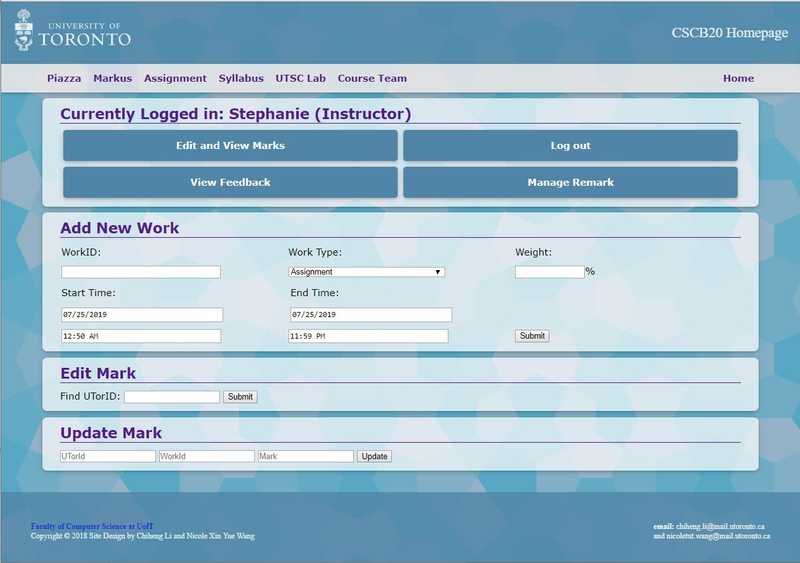 UNIVERSITY OF
TORONTO
CSCB20 Homepage
Piazza Markus Assignment Syllabus UTSC Lab Course Team Home
Currently Logged in: Stephanie (Instructor)
Edit and View Marks Log out
View Feedback Manage Remark
Add New Work
WorkID: Work Type: Weight:
Assignment %
Start Time: End Time:
07/25/2019 07/25/2019
12:50 AM 11:59 PM Submit
Edit Mark
Find UTorID: Submit
Update Mark
UTorId WorkId Mark Update
Faculty of Computer Science at UofT email: chiheng.li@mail.utoronto.ca
Copyright © 2018 Site Design by Chiheng Li and Nicole Xin Yue Wang and nicoletut.wang@mail.utoronto.ca